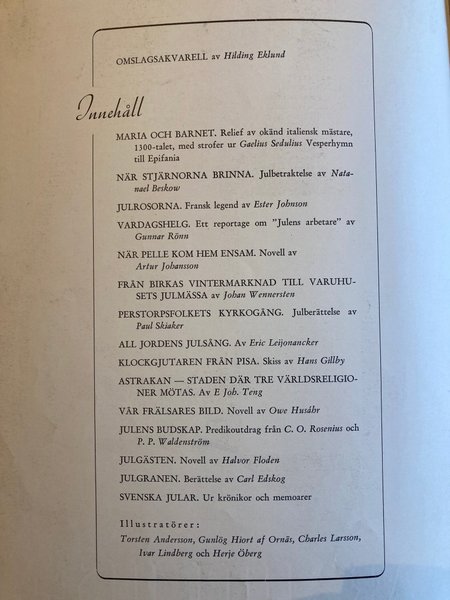 OMSLAGSAKVARELL av Hilding Eklund
Innehåll
MARIA OCH BARNET. Relief av okänd italiensk mästare,
1300-talet, med strofer ur Gaelius Sedulius Vesperhymn
till Epifania
NÄR STJÄRNORNA BRINNA. Julbetraktelse av Nata-
nael Beskow
JULROSORNA. Fransk legend av Ester Johnson
VARDAGSHELG. Ett reportage om "Julens arbetare" av
Gunnar Rönn
NÄR PELLE KOM HEM ENSAM. Novell av
Artur Johansson
FRÅN BIRKAS VINTERMARKNAD TILL VARUHU-
SETS JULMÄSSA av Johan Wennersten
PERSTORPSFOLKETS KYRKOGÅNG. Julberättelse av
Paul Skiaker
ALL JORDENS JULSÅNG. Av Eric Leijonancker
KLOCKGJUTAREN FRÅN PISA. Skiss av Hans Gillby
ASTRAKAN — STADEN DÄR TRE VÄRLDSRELIGIO-
NER MÖTAS. Av E Joh. Teng
VÅR FRÄLSARES BILD. Novell av Owe Husáhr
JULENS BUDSKAP. Predikoutdrag från C. O. Rosenius och
P. P. Waldenström
JULGÄSTEN. Novell av Halvor Floden
JULGRANEN. Berättelse av Carl Edskog
SVENSKA JULAR. Ur krönikor och memoarer
Illustratörer:
Torsten Andersson, Gunlög Hiort af Ornäs, Charles Larsson,
Ivar Lindberg och Herje Öberg